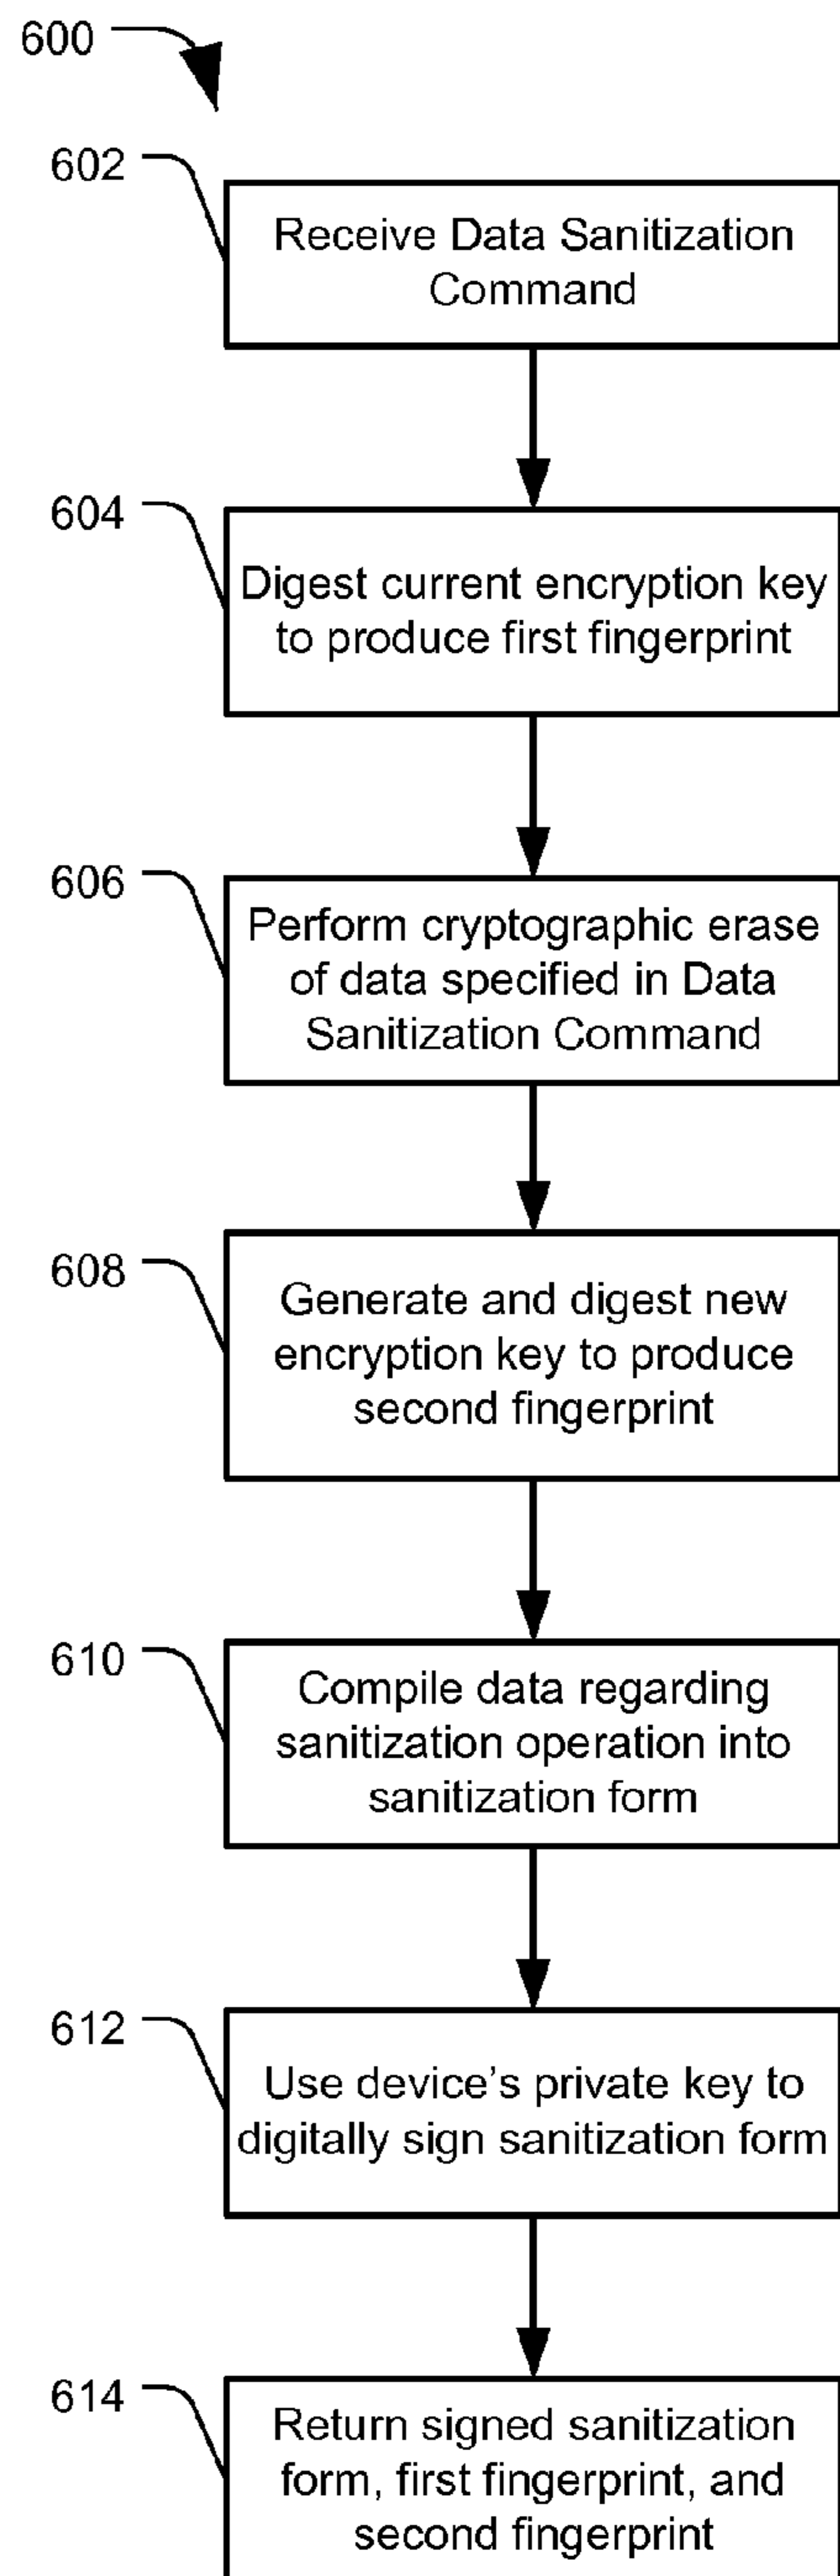 600
602
Receive Data Sanitization
Command
604
Digest current encryption key
to produce first fingerprint
606
Perform cryptographic erase
of data specified in Data
Sanitization Command
608
Generate and digest new
encryption key to produce
second fingerprint
610
Compile data regarding
sanitization operation into
sanitization form
612
Use device's private key to
digitally sign sanitization form
614
Return signed sanitization
form, first fingerprint, and
second fingerprint